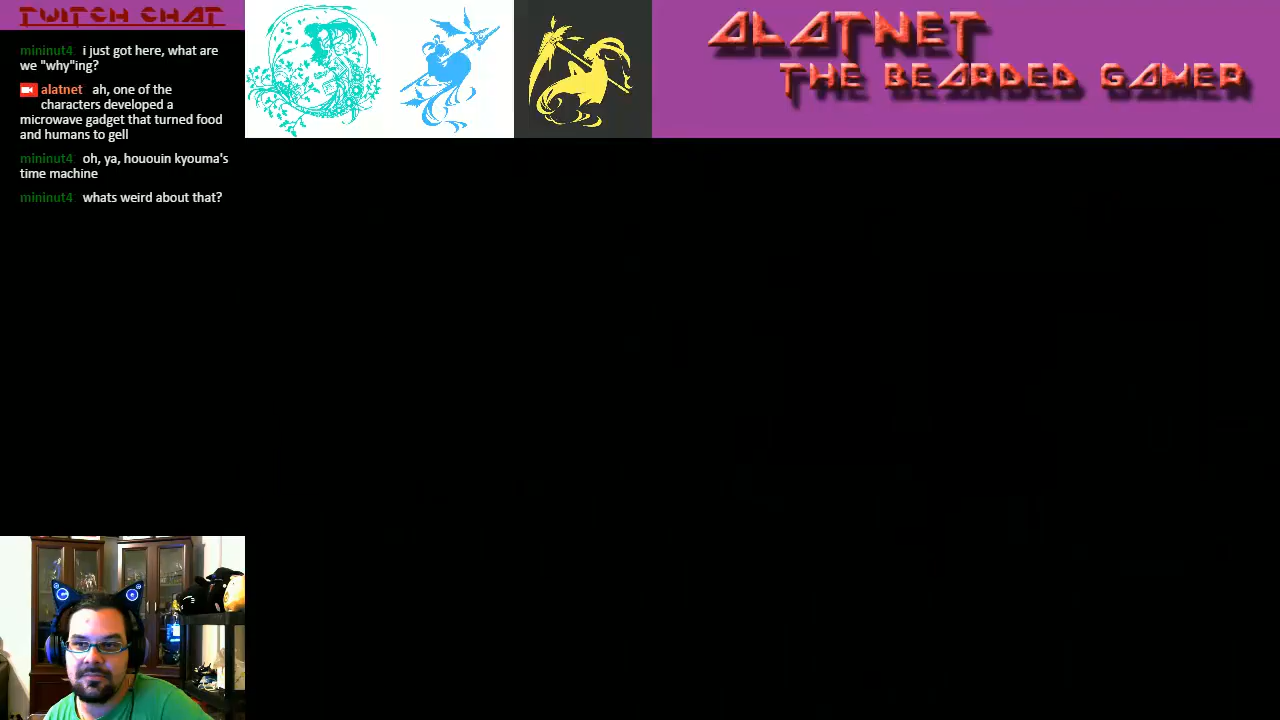 TWITCH CHAT
mininut4 i just got here, what are
we "why"ing?
alatnet ah, one of the
characters developed a
microwave gadget that turned food
and humans to gell
mininut4 oh, ya, hououin kyouma's
time machine
mininut4 whats weird about that?
ALATNET
THE BEARDED GAMER